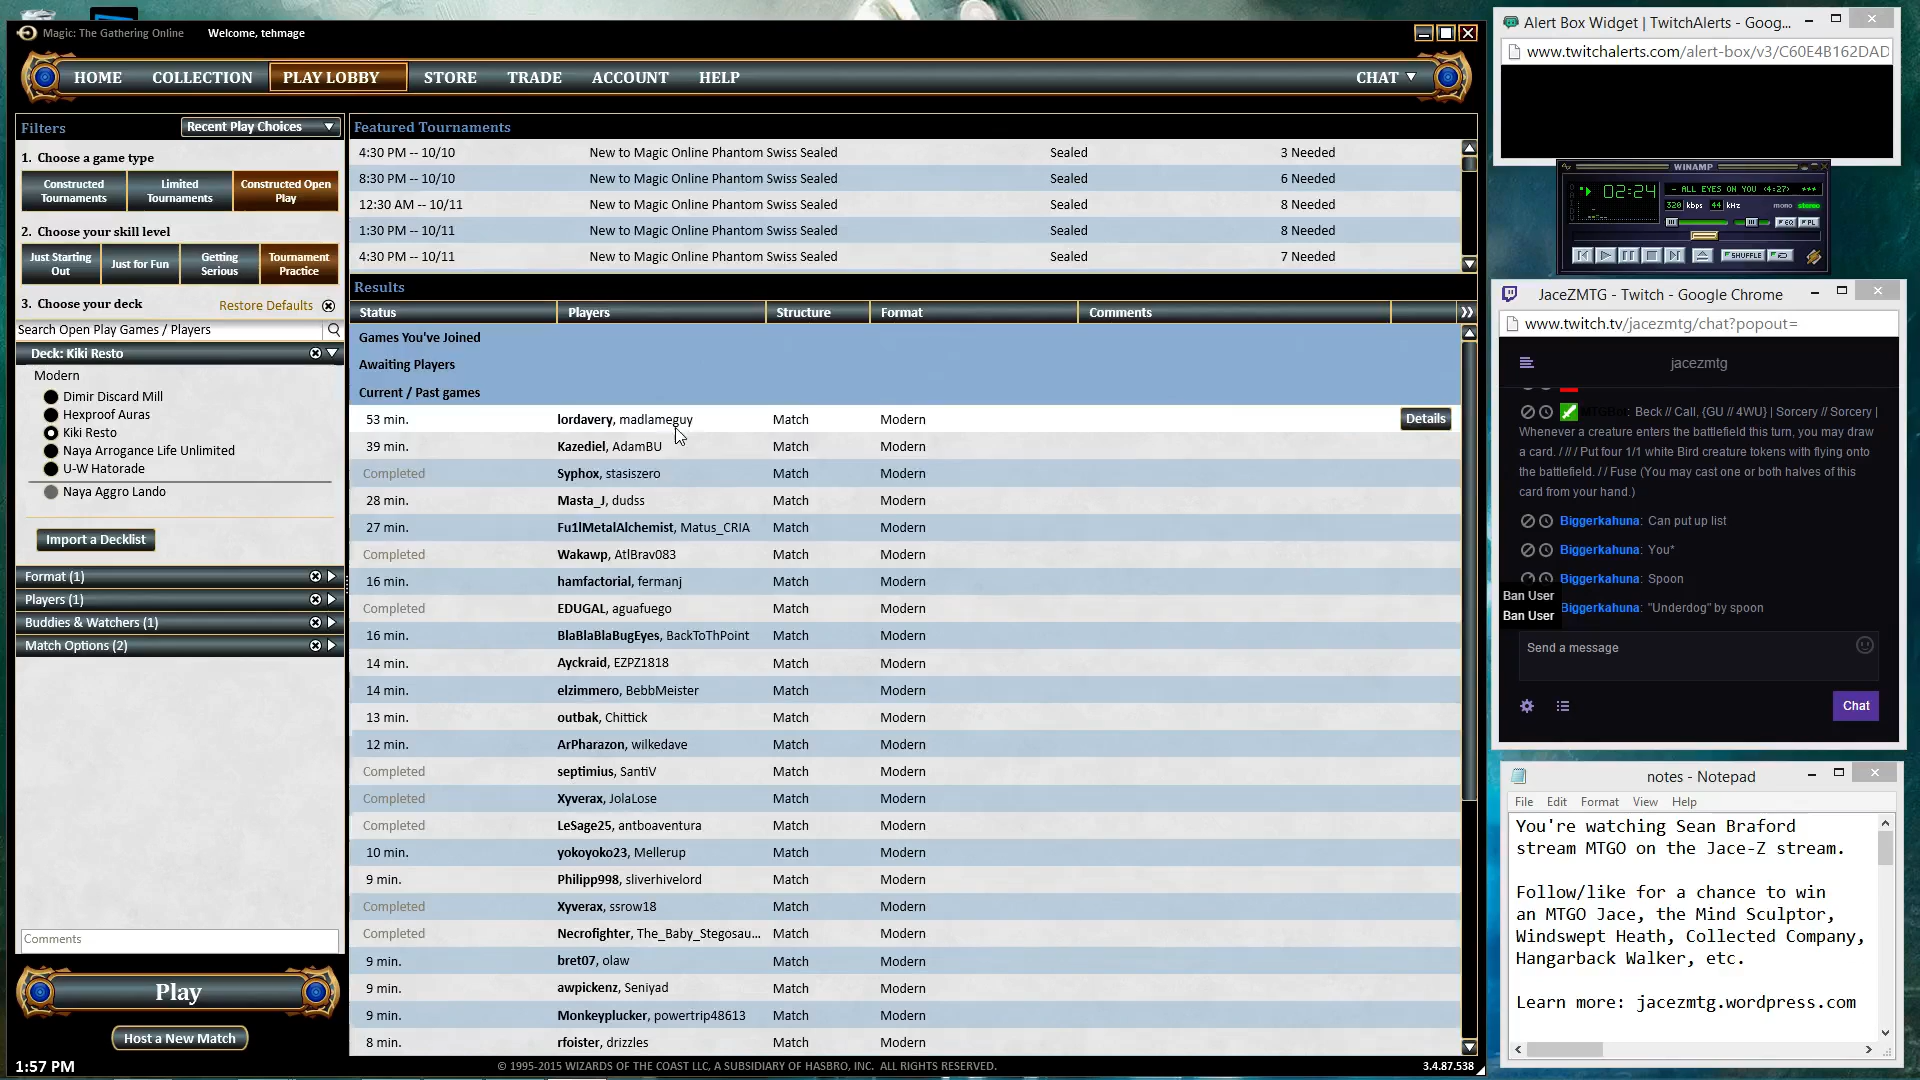 Magic: The Gathering Online
Welcome, tehmage
HOME
COLLECTION
PLAY LOBBY
STORE
TRADE
ACCOUNT
HELP
CHAT
Filters
Recent Play Choices
1. Choose a game type
Constructed Tournaments
Limited Tournaments
Constructed Open Play
2. Choose your skill level
Just Starting Out
Just for Fun
Getting Serious
Tournament Practice
3. Choose your deck
Restore Defaults
Search Open Play Games / Players
Deck: Kiki Resto
Modern
Dimir Discard Mill
Hexproof Auras
Kiki Resto
Naya Arrogance Life Unlimited
U-W Hatorade
Naya Aggro Lando
Import a Decklist
Format (1)
Players (1)
Buddies & Watchers (1)
Match Options (2)
Comments
Play
Host a New Match
1:57 PM
Featured Tournaments
4:30 PM -- 10/10 New to Magic Online Phantom Swiss Sealed Sealed 3 Needed
8:30 PM -- 10/10 New to Magic Online Phantom Swiss Sealed Sealed 6 Needed
12:30 AM -- 10/11 New to Magic Online Phantom Swiss Sealed Sealed 8 Needed
1:30 PM -- 10/11 New to Magic Online Phantom Swiss Sealed Sealed 8 Needed
4:30 PM -- 10/11 New to Magic Online Phantom Swiss Sealed Sealed 7 Needed
Results
Status Players Structure Format Comments
Games You've Joined
Awaiting Players
Current / Past games
53 min. lordavery, madlameguy Match Modern Details
39 min. Kazediel, AdamBU Match Modern
Completed Syphox, stasiszero Match Modern
28 min. Masta_J, dudss Match Modern
27 min. Fu1lMetalAlchemist, Matus_CRIA Match Modern
Completed Wakawp, AtlBrav083 Match Modern
16 min. hamfactorial, fermanj Match Modern
Completed EDUGAL, aguafuego Match Modern
16 min. BlaBlaBlaBugEyes, BackToThPoint Match Modern
14 min. Ayckraid, EZPZ1818 Match Modern
14 min. elzimmero, BebbMeister Match Modern
13 min. outbak, Chittick Match Modern
12 min. ArPharazon, wilkedave Match Modern
Completed septimius, SantiV Match Modern
Completed Xyverax, JolaLose Match Modern
Completed LeSage25, antboaventura Match Modern
10 min. yokoyoko23, Mellerup Match Modern
9 min. Philipp998, sliverhivelord Match Modern
Completed Xyverax, ssrow18 Match Modern
Completed Necrofighter, The_Baby_Stegosau... Match Modern
9 min. bret07, olaw Match Modern
9 min. awpickenz, Seniyad Match Modern
9 min. Monkeyplucker, powertrip48613 Match Modern
8 min. rfoister, drizzles Match Modern
© 1995-2015 WIZARDS OF THE COAST LLC, A SUBSIDIARY OF HASBRO, INC. ALL RIGHTS RESERVED.
3.4.87.538
Alert Box Widget | TwitchAlerts - Goog...
www.twitchalerts.com/alert-box/v3/C60E4B162DAD
WINAMP
02:24
- ALL EYES ON YOU <4:27> ***
320 kbps 44 kHz mono stereo
EQ PL
SHUFFLE
JaceZMTG - Twitch - Google Chrome
www.twitch.tv/jacezmtg/chat?popout=
jacezmtg
Beck // Call, {GU // 4WU} | Sorcery // Sorcery |
Whenever a creature enters the battlefield this turn, you may draw
a card. / // / Put four 1/1 white Bird creature tokens with flying onto
the battlefield. / / Fuse (You may cast one or both halves of this
card from your hand.)
Biggerkahuna: Can put up list
Biggerkahuna: You*
Biggerkahuna: Spoon
Ban User
Biggerkahuna: "Underdog" by spoon
Ban User
Send a message
Chat
notes - Notepad
File Edit Format View Help
You're watching Sean Braford
stream MTGO on the Jace-Z stream.
Follow/like for a chance to win
an MTGO Jace, the Mind Sculptor,
Windswept Heath, Collected Company,
Hangarback Walker, etc.
Learn more: jacezmtg.wordpress.com